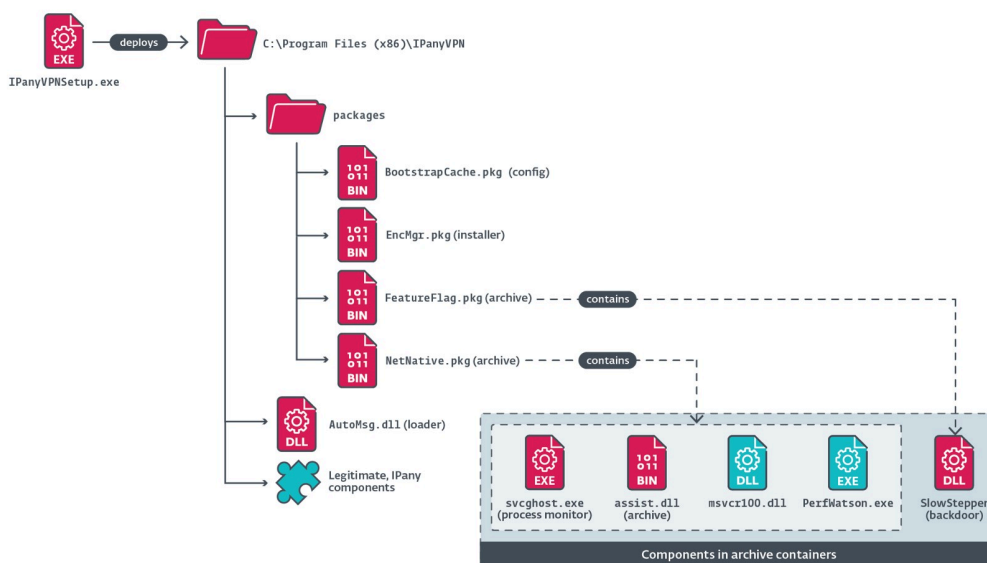 EXE
deploys
C:\Program Files (x86)\IPanyVPN
IPanyVPNSetup.exe
packages
101
011
BIN
BootstrapCache.pkg (config)
101
011
BIN
EncMgr.pkg (installer)
101
011
BIN
FeatureFlag.pkg (archive)
contains
101
011
BIN
NetNative.pkg (archive)
contains
DLL
AutoMsg.dll (loader)
Legitimate, IPany
components
EXE
svcghost.exe
(process monitor)
101
011
BIN
assist.dll
(archive)
DLL
msvcr100.dll
EXE
PerfWatson.exe
DLL
SlowStepper
(backdoor)
Components in archive containers